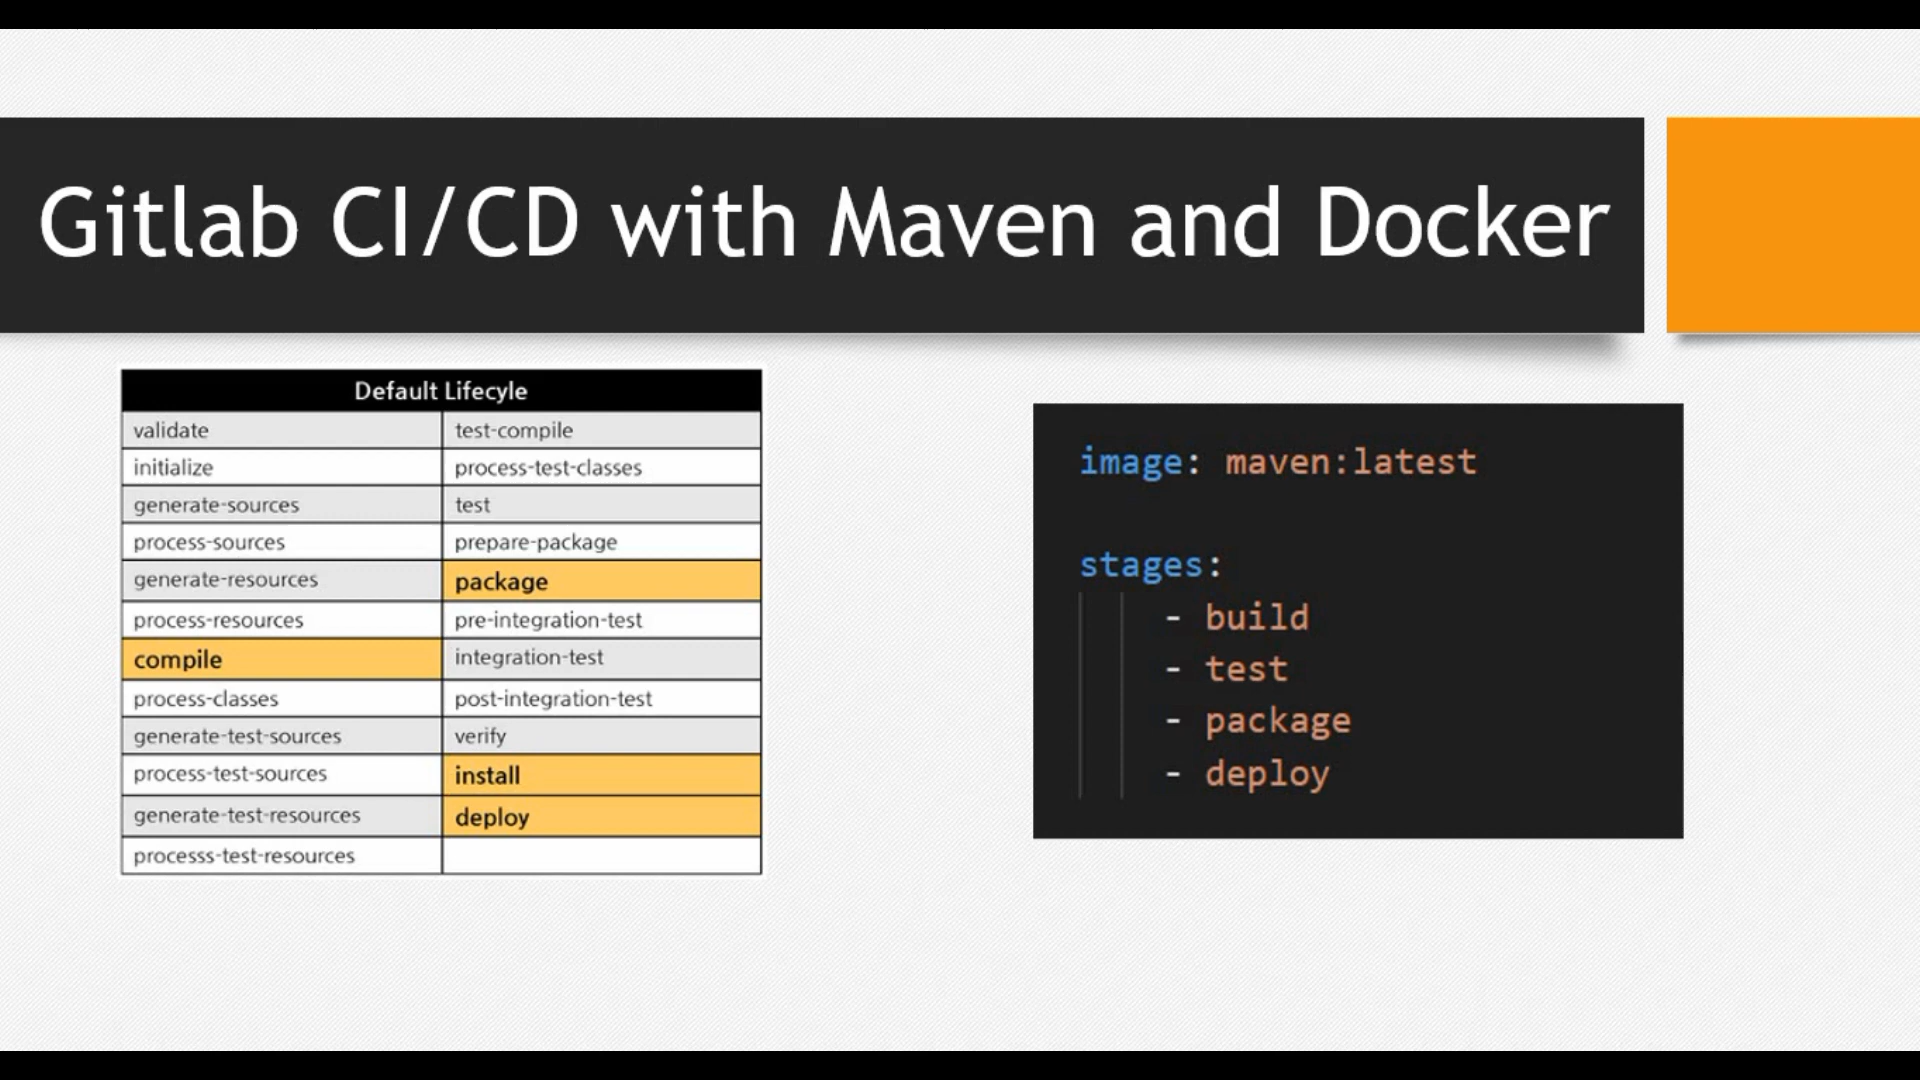 Gitlab CI/CD with Maven and Docker
Default Lifecyle
validate
test-compile
initialize
process-test-classes
generate-sources
test
process-sources
prepare-package
generate-resources
package
process-resources
pre-integration-test
compile
integration-test
process-classes
post-integration-test
generate-test-sources
verify
process-test-sources
install
generate-test-resources
deploy
processs-test-resources
image: maven:latest
stages:
- build
- test
- package
- deploy